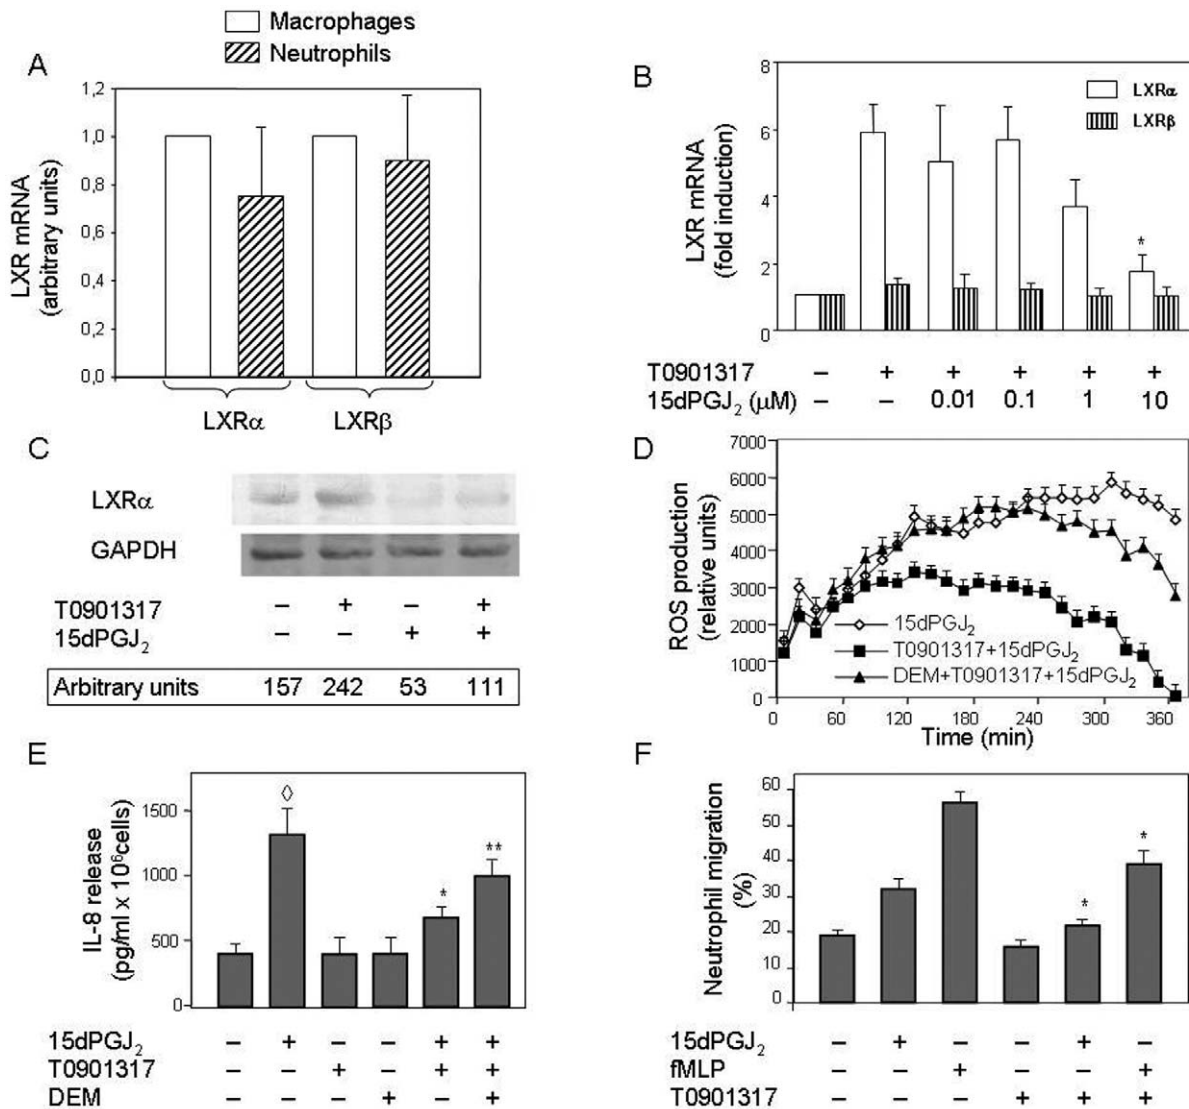 Macrophages
Neutrophils
A
1,2
1,0
0,8
0,6
0,4
0,2
0,0
LXR mRNA
(arbitrary units)
LXRα LXRβ
B
8
6
4
2
0
LXR mRNA
(fold induction)
LXRα
LXRβ
*
T0901317 – + + + + +
15dPGJ2 (µM) – – 0.01 0.1 1 10
C
LXRα
GAPDH
T0901317 – + – +
15dPGJ2 – – + +
Arbitrary units 157 242 53 111
D
7000
6000
5000
4000
3000
2000
1000
0
ROS production
(relative units)
15dPGJ2
T0901317+15dPGJ2
DEM+T0901317+15dPGJ2
0 60 120 180 240 300 360
Time (min)
E
1500
1000
500
0
IL-8 release
(pg/ml x 10⁶cells)
◊ * **
15dPGJ2 – + – – + +
T0901317 – – + – + +
DEM – – – + – +
F
60
50
40
30
20
10
0
Neutrophil migration
(%)
* *
15dPGJ2 – + – – + –
fMLP – – + – – +
T0901317 – – – + + +